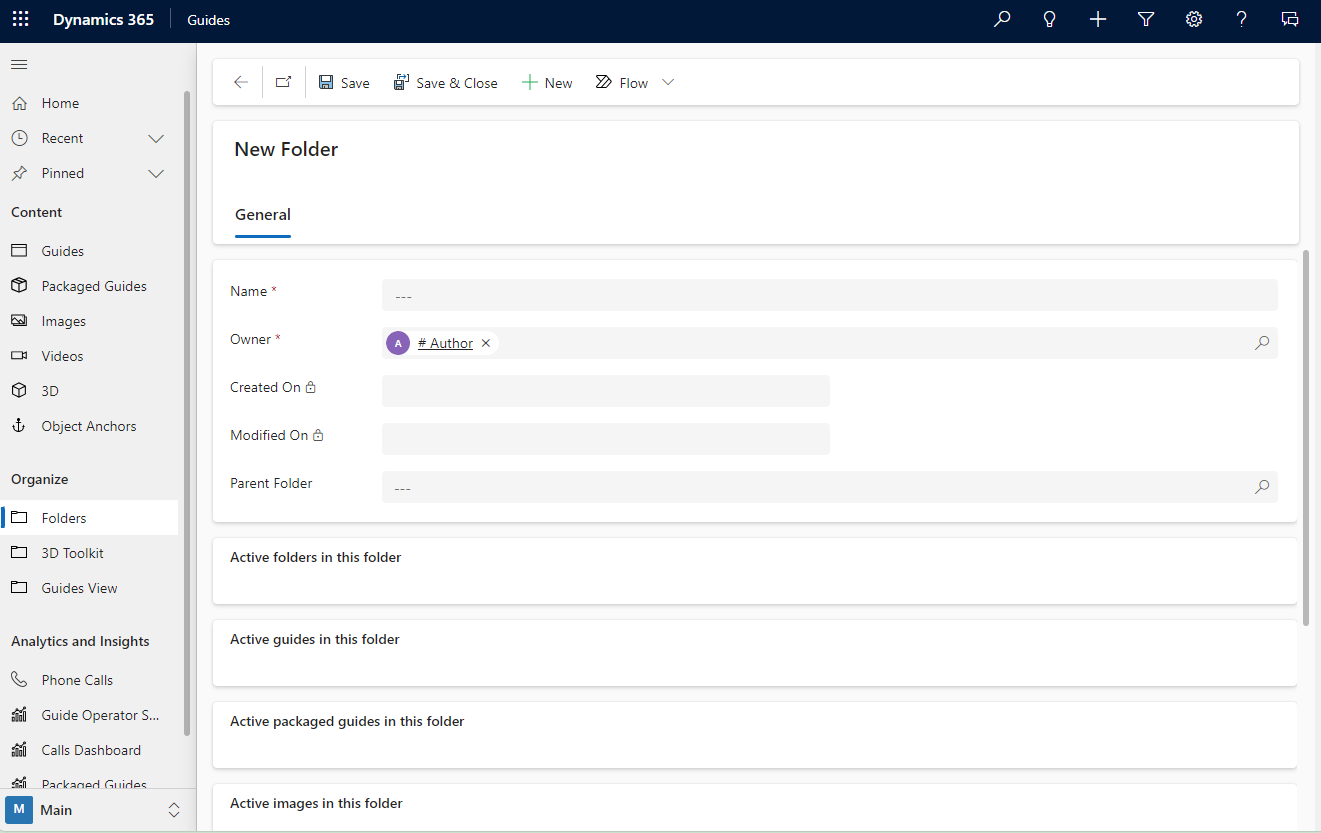 Dynamics 365
Guides
Save
Save & Close
New
Flow
Home
Recent
Pinned
Content
Guides
Packaged Guides
Images
Videos
3D
Object Anchors
Organize
Folders
3D Toolkit
Guides View
Analytics and Insights
Phone Calls
Guide Operator S...
Calls Dashboard
Packaged Guides
M Main
New Folder
General
Name *
---
Owner *
A # Author
Created On
Modified On
Parent Folder
---
Active folders in this folder
Active guides in this folder
Active packaged guides in this folder
Active images in this folder